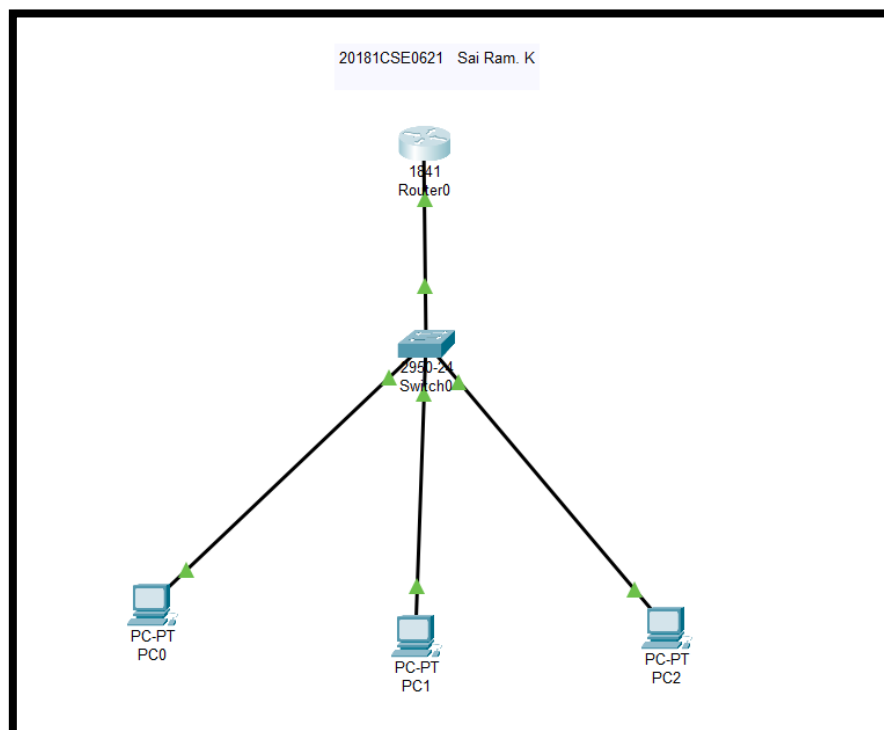 20181CSE0621 Sai Ram. K
1841
Router0
2950-24
Switch0
PC-PT
PC0
PC-PT
PC1
PC-PT
PC2